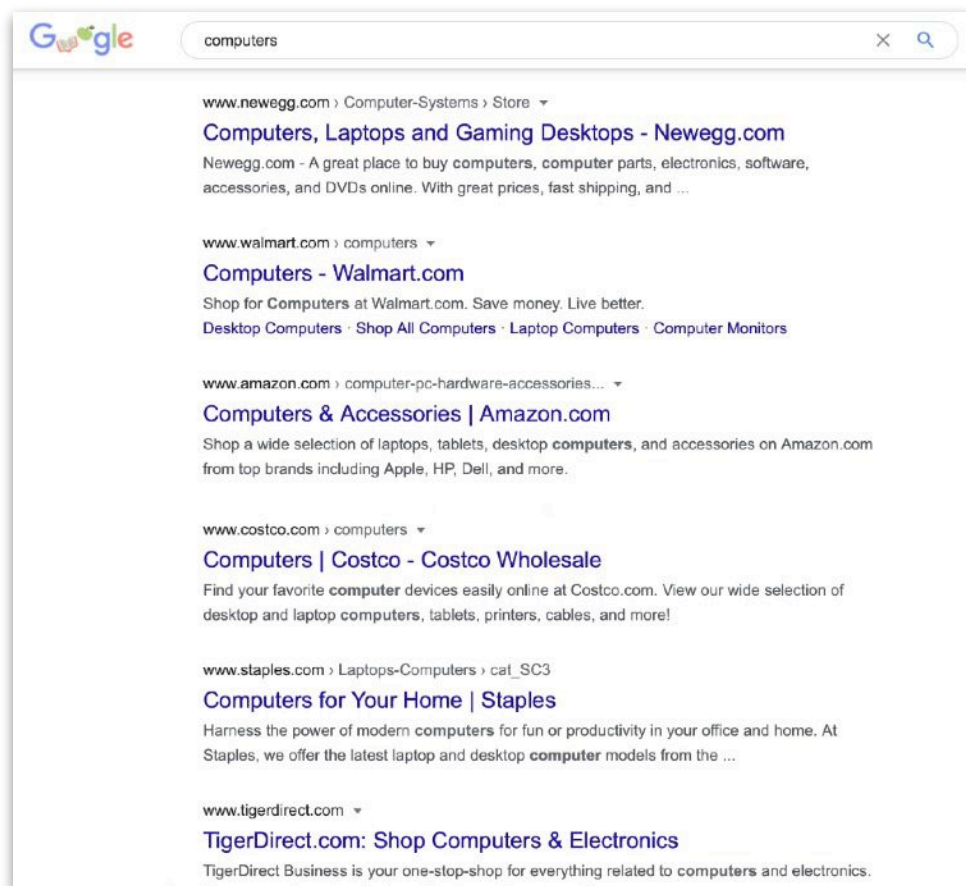 Google
computers
www.newegg.com › Computer-Systems › Store
Computers, Laptops and Gaming Desktops - Newegg.com
Newegg.com - A great place to buy computers, computer parts, electronics, software,
accessories, and DVDs online. With great prices, fast shipping, and ...
www.walmart.com › computers
Computers - Walmart.com
Shop for Computers at Walmart.com. Save money. Live better.
Desktop Computers · Shop All Computers · Laptop Computers · Computer Monitors
www.amazon.com › computer-pc-hardware-accessories...
Computers & Accessories | Amazon.com
Shop a wide selection of laptops, tablets, desktop computers, and accessories on Amazon.com
from top brands including Apple, HP, Dell, and more.
www.costco.com › computers
Computers | Costco - Costco Wholesale
Find your favorite computer devices easily online at Costco.com. View our wide selection of
desktop and laptop computers, tablets, printers, cables, and more!
www.staples.com › Laptops-Computers › cat_SC3
Computers for Your Home | Staples
Harness the power of modern computers for fun or productivity in your office and home. At
Staples, we offer the latest laptop and desktop computer models from the ...
www.tigerdirect.com
TigerDirect.com: Shop Computers & Electronics
TigerDirect Business is your one-stop-shop for everything related to computers and electronics.